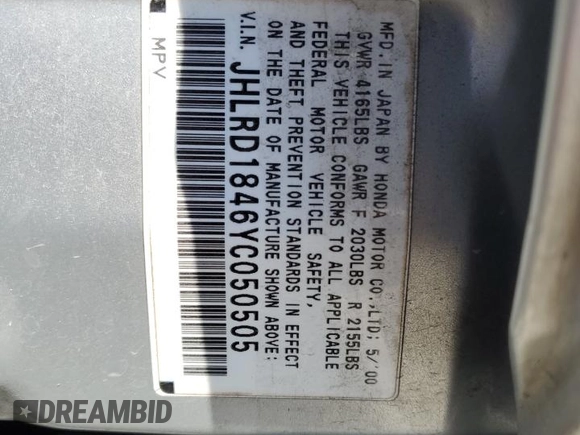 MFD. IN JAPAN BY HONDA MOTOR CO., LTD; 5/'00
GVWR 4165LBS GAWR F 2030LBS R 2155LBS
THIS VEHICLE CONFORMS TO ALL APPLICABLE
FEDERAL MOTOR VEHICLE SAFETY,
AND THEFT PREVENTION STANDARDS IN EFFECT
ON THE DATE OF MANUFACTURE SHOWN ABOVE:
V.I.N. JHLRD1846YC050505
MPV
DREAMBID